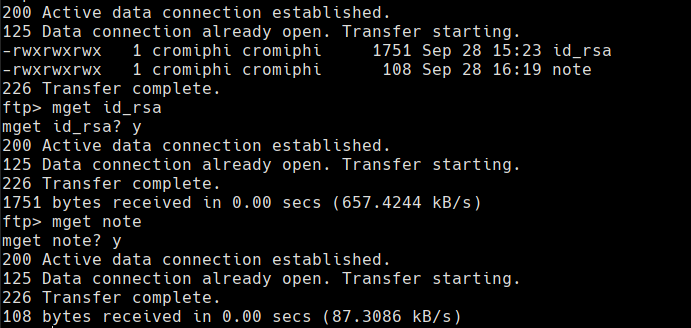 200 Active data connection established.
125 Data connection already open. Transfer starting.
-rwxrwxrwx   1 cromiphi cromiphi     1751 Sep 28 15:23 id_rsa
-rwxrwxrwx   1 cromiphi cromiphi      108 Sep 28 16:19 note
226 Transfer complete.
ftp> mget id_rsa
mget id_rsa? y
200 Active data connection established.
125 Data connection already open. Transfer starting.
226 Transfer complete.
1751 bytes received in 0.00 secs (657.4244 kB/s)
ftp> mget note
mget note? y
200 Active data connection established.
125 Data connection already open. Transfer starting.
226 Transfer complete.
108 bytes received in 0.00 secs (87.3086 kB/s)